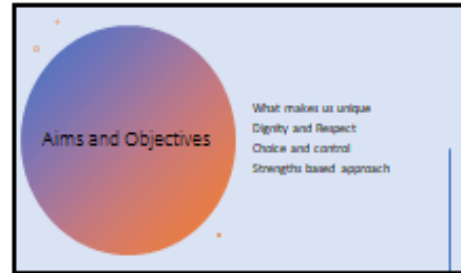 Aims and Objectives
What makes us unique
Dignity and Respect
Choice and control
Strengths based approach